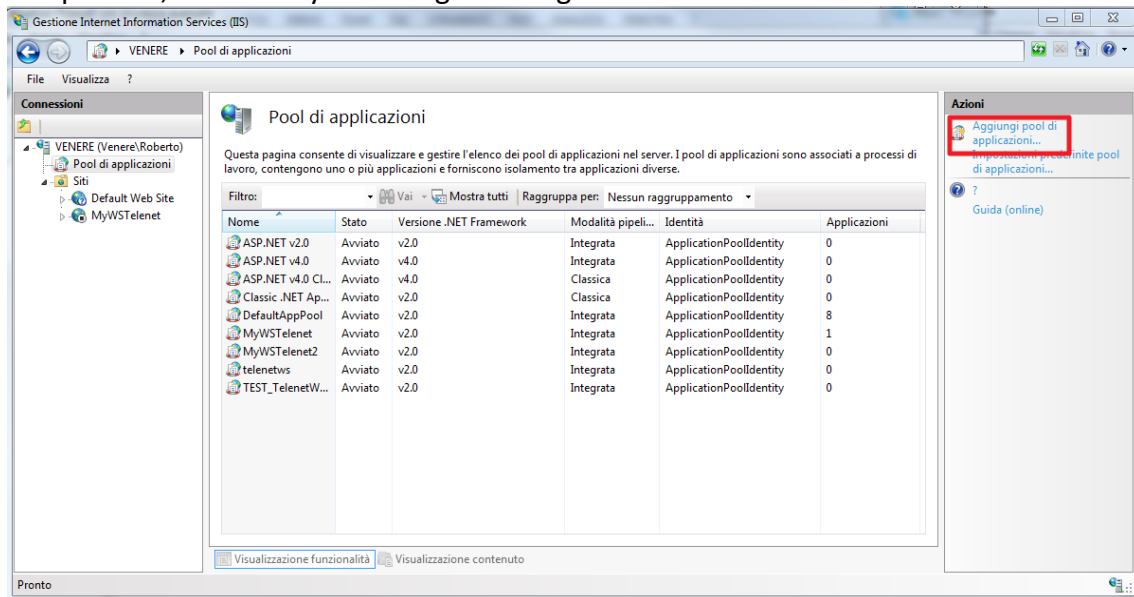 Gestione Internet Information Services (IIS)
VENERE Pool di applicazioni
File Visualizza ?
Connessioni
VENERE (Venere\Roberto)
Pool di applicazioni
Siti
Default Web Site
MyWSTelenet
Pool di applicazioni
Questa pagina consente di visualizzare e gestire l'elenco dei pool di applicazioni nel server. I pool di applicazioni sono associati a processi di
lavoro, contengono uno o più applicazioni e forniscono isolamento tra applicazioni diverse.
Filtro: Vai Mostra tutti Raggruppa per: Nessun raggruppamento
Nome Stato Versione .NET Framework Modalità pipeli... Identità Applicazioni
ASP.NET v2.0 Avviato v2.0 Integrata ApplicationPoolIdentity 0
ASP.NET v4.0 Avviato v4.0 Integrata ApplicationPoolIdentity 0
ASP.NET v4.0 Cl... Avviato v4.0 Classica ApplicationPoolIdentity 0
Classic .NET Ap... Avviato v2.0 Classica ApplicationPoolIdentity 0
DefaultAppPool Avviato v2.0 Integrata ApplicationPoolIdentity 8
MyWSTelenet Avviato v2.0 Integrata ApplicationPoolIdentity 1
MyWSTelenet2 Avviato v2.0 Integrata ApplicationPoolIdentity 0
telenetws Avviato v2.0 Integrata ApplicationPoolIdentity 0
TEST_TelenetW... Avviato v2.0 Integrata ApplicationPoolIdentity 0
Visualizzazione funzionalità Visualizzazione contenuto
Azioni
Aggiungi pool di
applicazioni...
Impostazioni predefinite pool
di applicazioni...
?
Guida (online)
Pronto